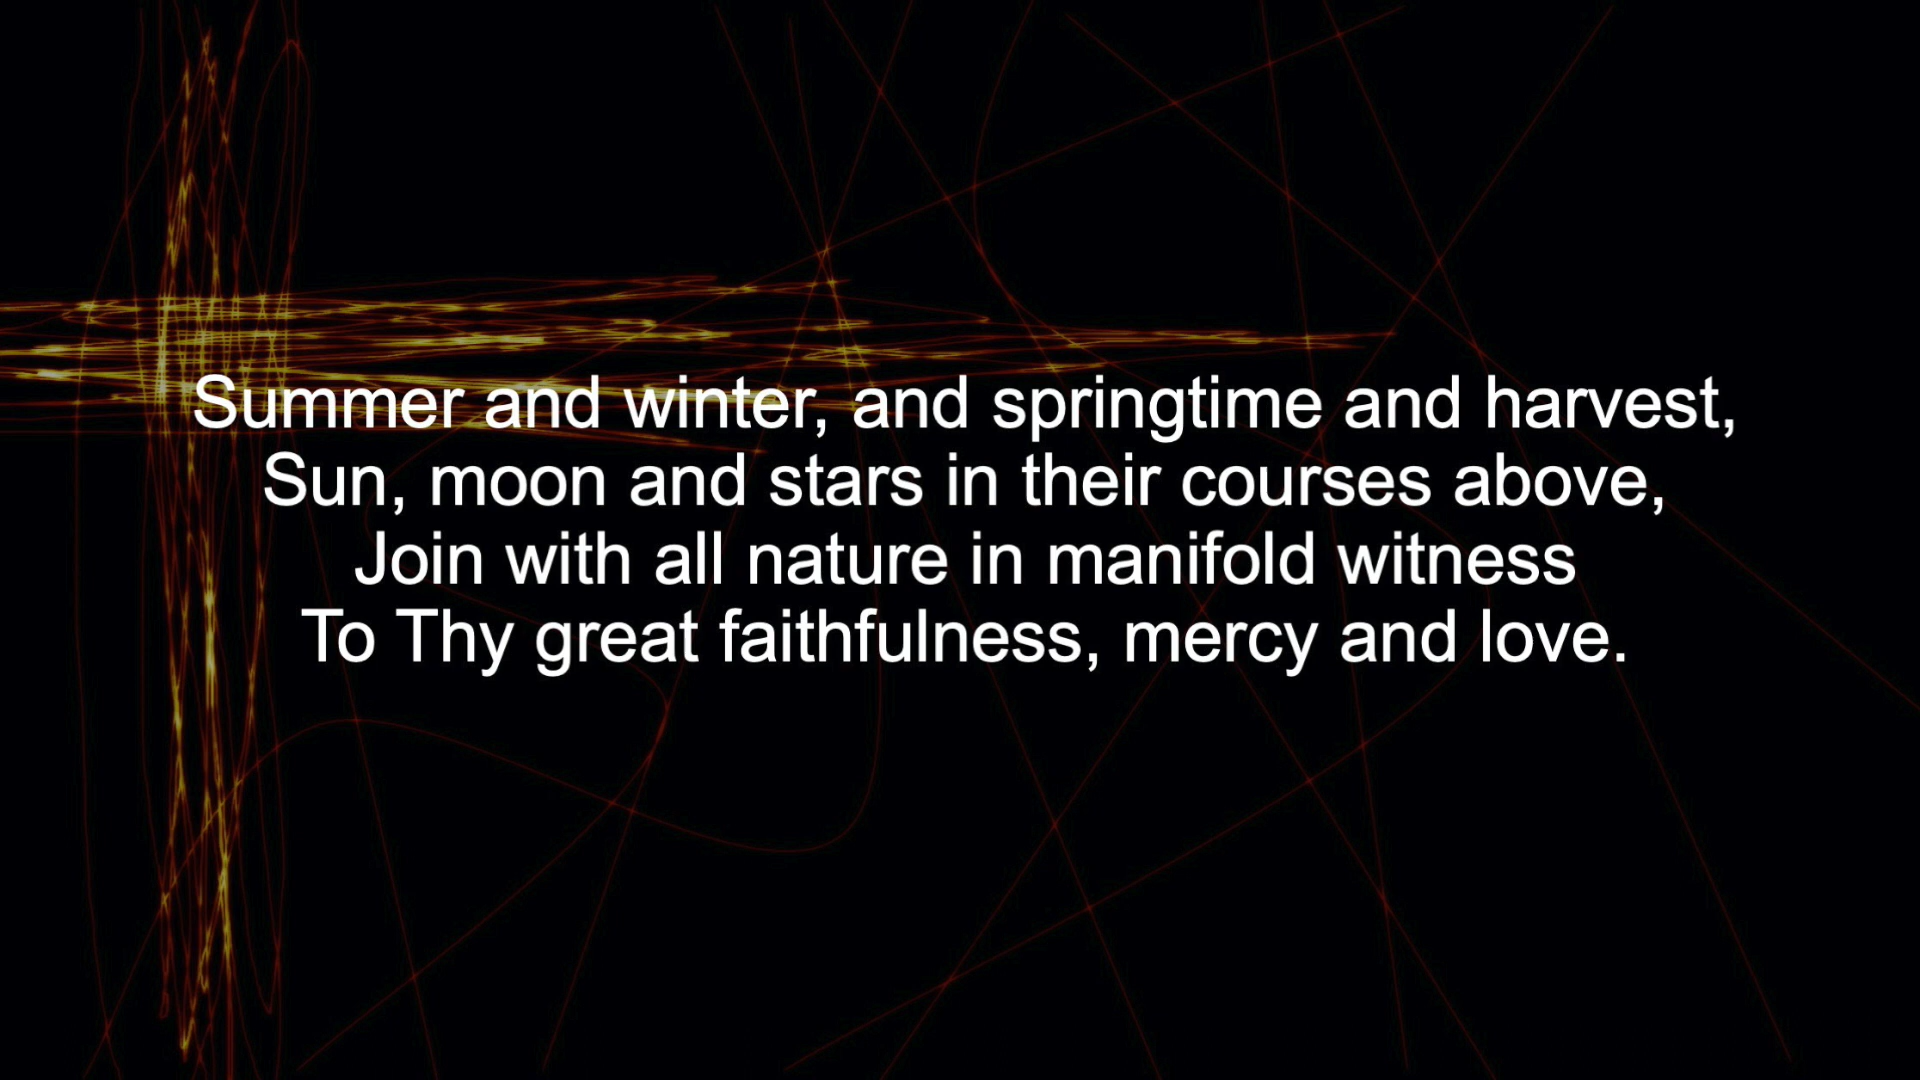 Summer and winter, and springtime and harvest,
Sun, moon and stars in their courses above,
Join with all nature in manifold witness
To Thy great faithfulness, mercy and love.